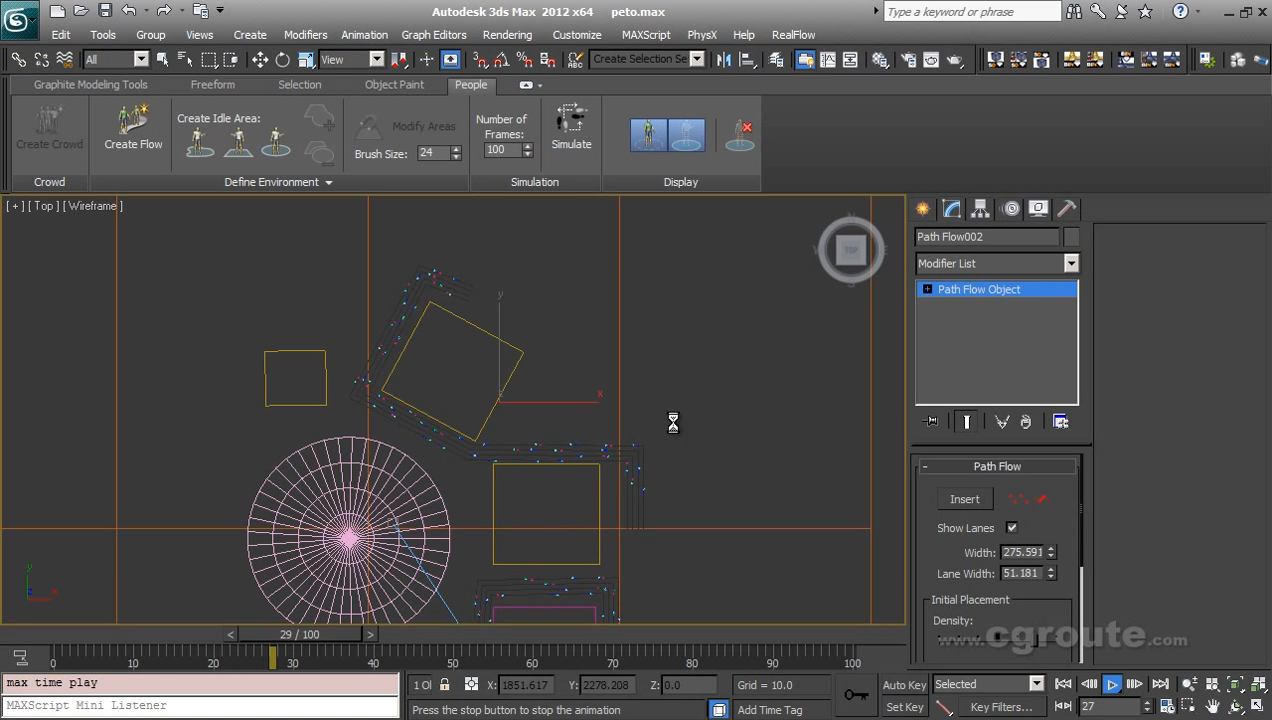 Autodesk 3ds Max 2012 x64 peto.max
Type a keyword or phrase
Edit Tools Group Views Create Modifiers Animation Graph Editors Rendering Customize MAXScript PhysX Help RealFlow
All View Create Selection Se
Graphite Modeling Tools Freeform Selection Object Paint People
Create Crowd
Create Flow
Create Idle Area:
Modify Areas
Brush Size: 24
Number of
Frames:
100
Simulate
Crowd Define Environment Simulation Display
[ + ] [ Top ] [ Wireframe ]
TOP
y
x
Path Flow002
Modifier List
Path Flow Object
Path Flow
Insert
Show Lanes
Width: 275.591
Lane Width: 51.181
Initial Placement
Density:
www.cgroute.com
y
x
z
< 29 / 100 >
0 10 20 30 40 50 60 70 80 90 100
max time play
MAXScript Mini Listener
1 Ol X: 1851.617 Y: 2278.208 Z: 0.0 Grid = 10.0
Press the stop button to stop the animation Add Time Tag
Auto Key Selected
Set Key Key Filters... 27